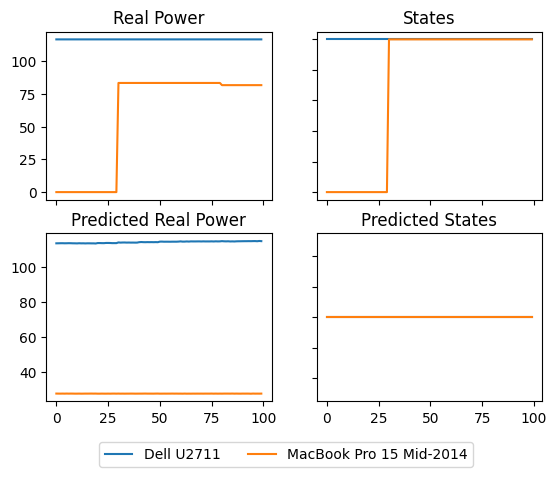 Real Power
States
100
75
50
25
0
Predicted Real Power
Predicted States
100
80
60
40
0 25 50 75 100
0 25 50 75 100
Dell U2711 MacBook Pro 15 Mid-2014